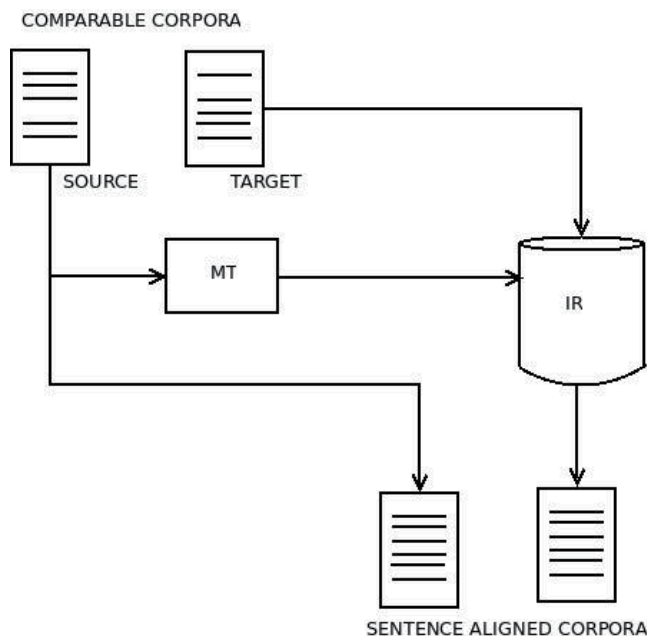 COMPARABLE CORPORA
SOURCE
TARGET
MT
IR
SENTENCE ALIGNED CORPORA